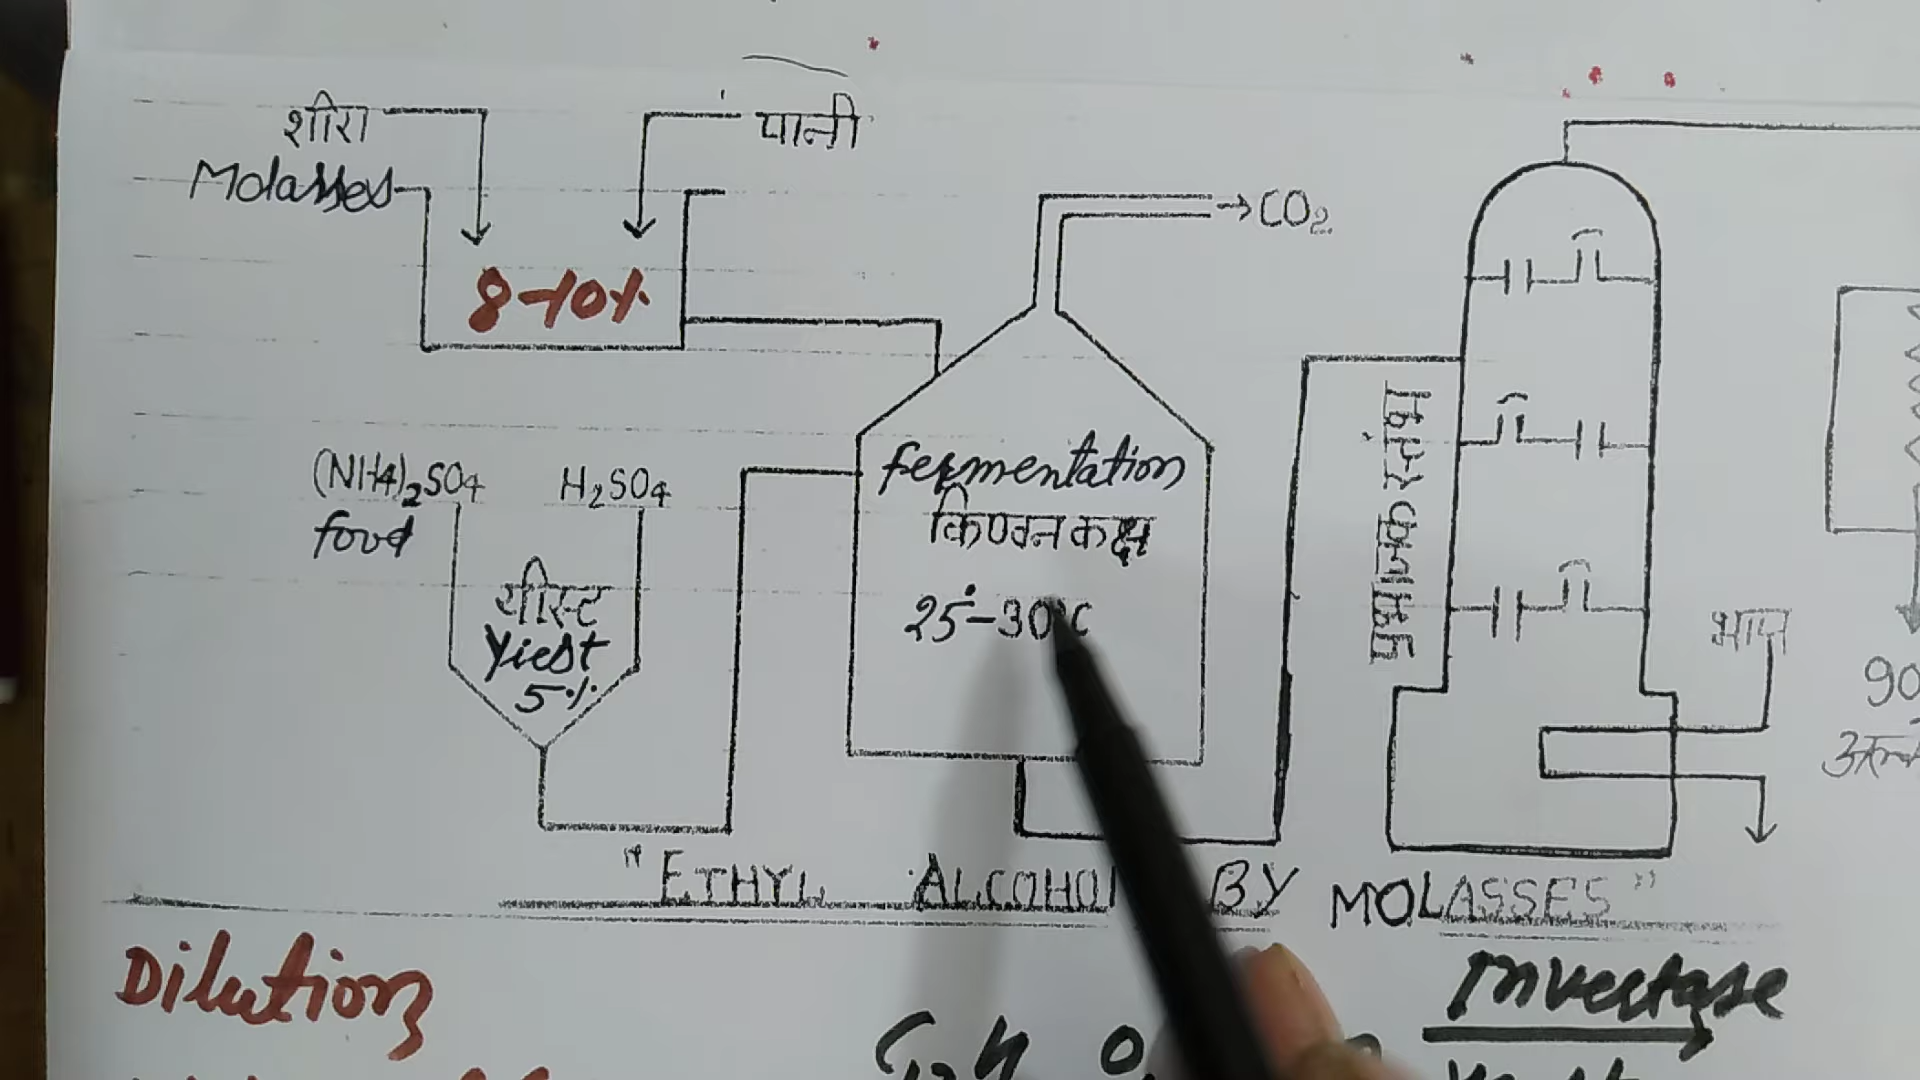 शीरा
पानी
Molasses
CO₂
8-10%
(NH4)₂SO₄
food
H₂SO₄
यीस्ट
Yiest
5%
fermentation
किण्वन कक्ष
25°-30°C
भाप
90
"ETHYL ALCOHOL BY MOLASSES"
Dilution
Invertase